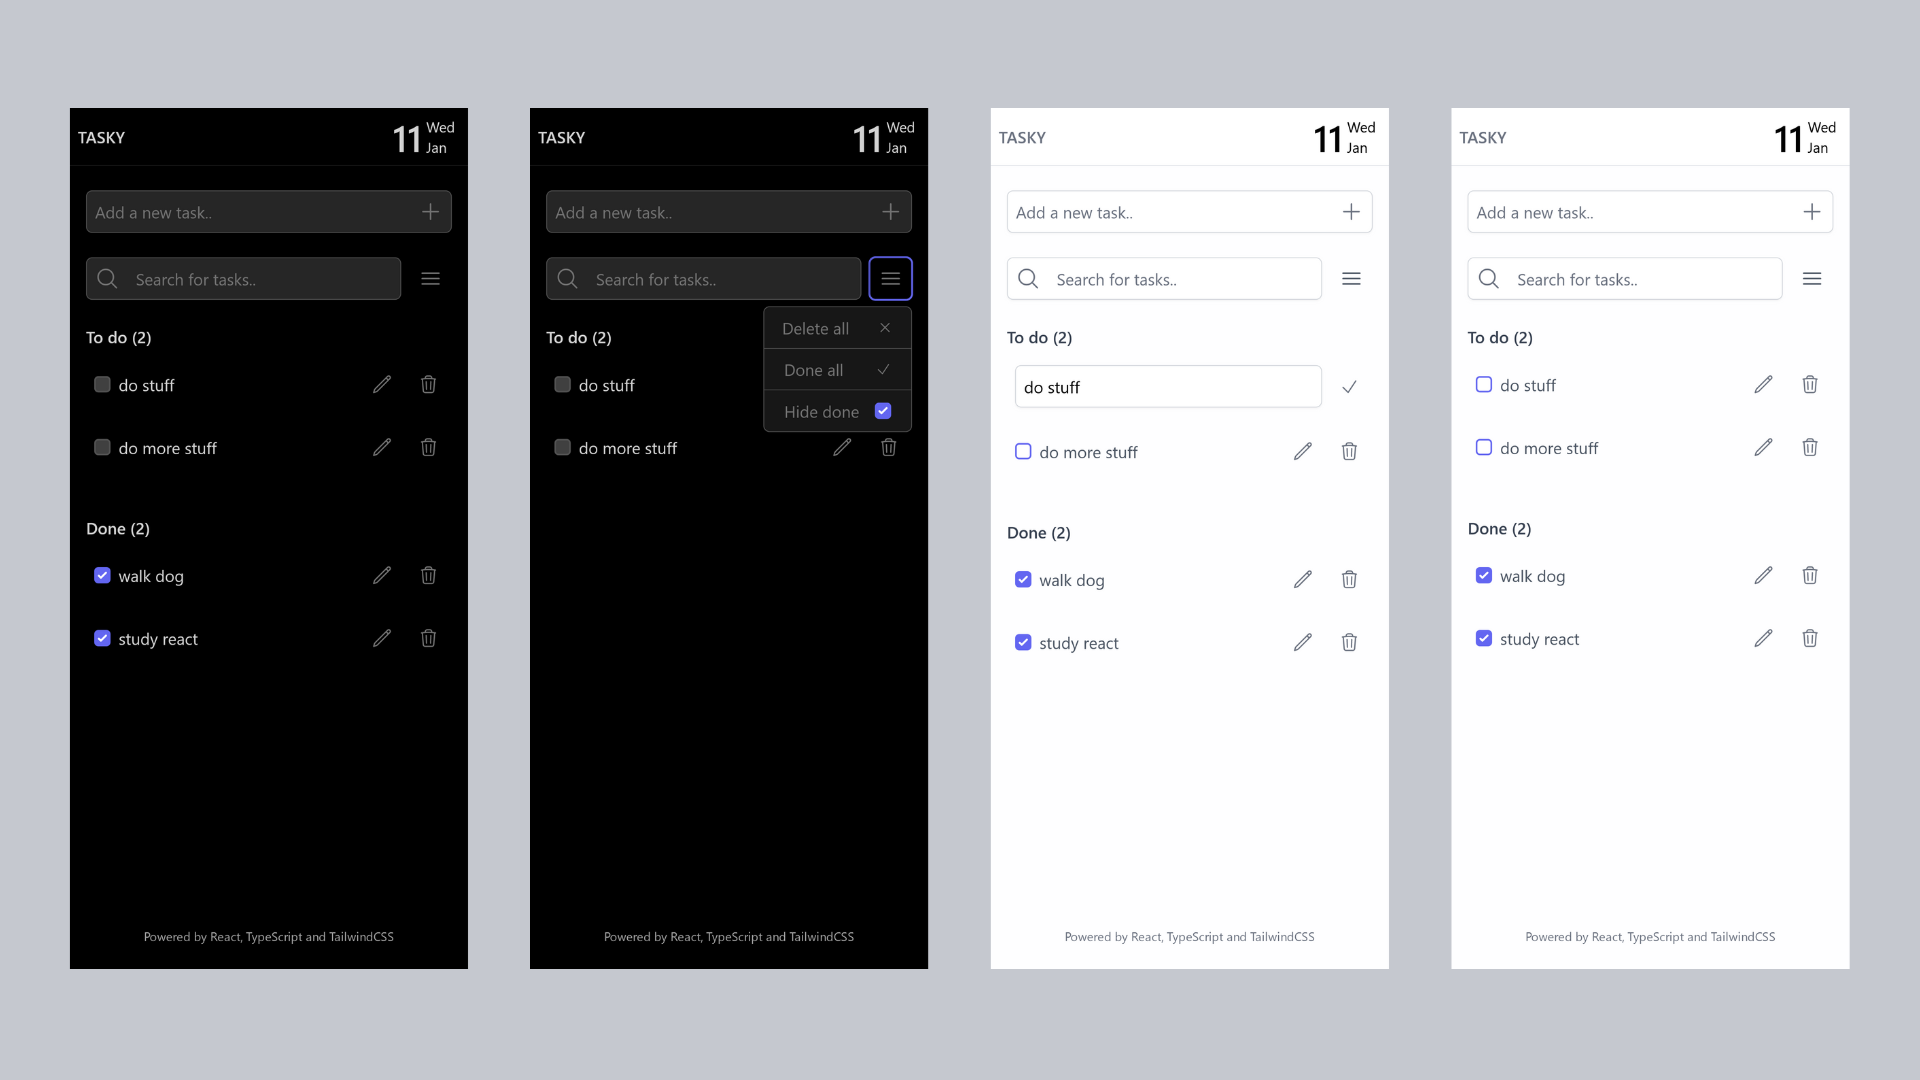 TASKY
11 Wed
Jan
Add a new task..
Search for tasks..
To do (2)
do stuff
do more stuff
Done (2)
walk dog
study react
Powered by React, TypeScript and TailwindCSS
TASKY
11 Wed
Jan
Add a new task..
Search for tasks..
Delete all
To do (2)
Done all
do stuff
Hide done
do more stuff
Powered by React, TypeScript and TailwindCSS
TASKY
11 Wed
Jan
Add a new task..
Search for tasks..
To do (2)
do stuff
do more stuff
Done (2)
walk dog
study react
Powered by React, TypeScript and TailwindCSS
TASKY
11 Wed
Jan
Add a new task..
Search for tasks..
To do (2)
do stuff
do more stuff
Done (2)
walk dog
study react
Powered by React, TypeScript and TailwindCSS